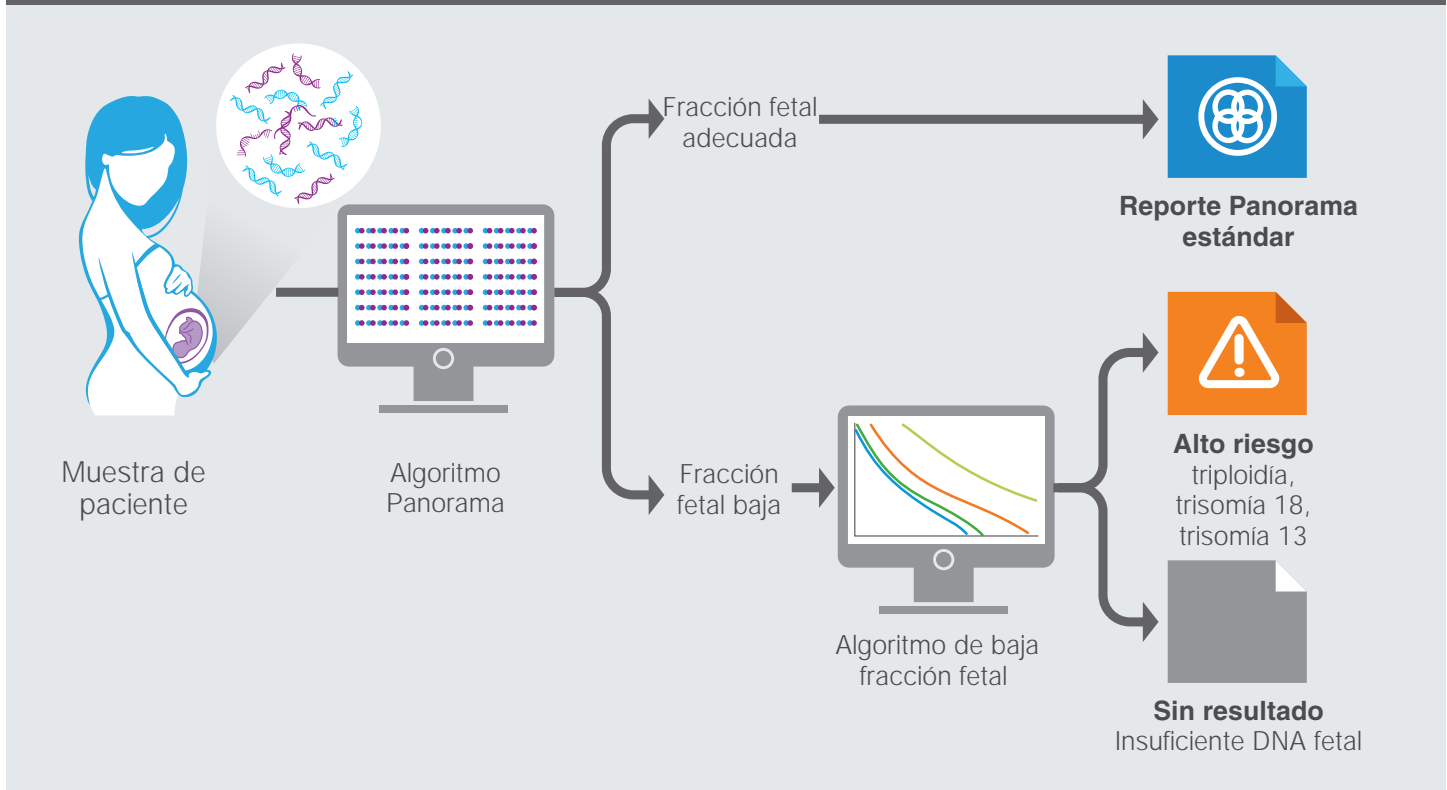 Muestra de
paciente
Algoritmo
Panorama
Fracción fetal
adecuada
Reporte Panorama
estándar
Fracción
fetal baja
Algoritmo de baja
fracción fetal
Alto riesgo
triploidía,
trisomía 18,
trisomía 13
Sin resultado
Insuficiente DNA fetal